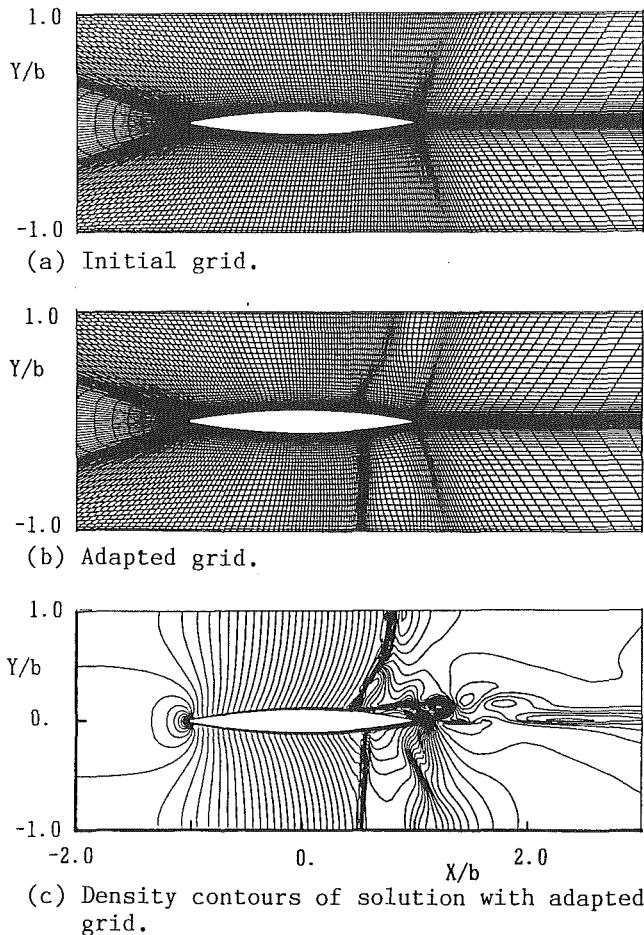 1.0
Y/b
-1.0
(a) Initial grid.
1.0
Y/b
-1.0
(b) Adapted grid.
1.0
Y/b
0.
-1.0
-2.0 0. 2.0
X/b
(c) Density contours of solution with adapted
grid.